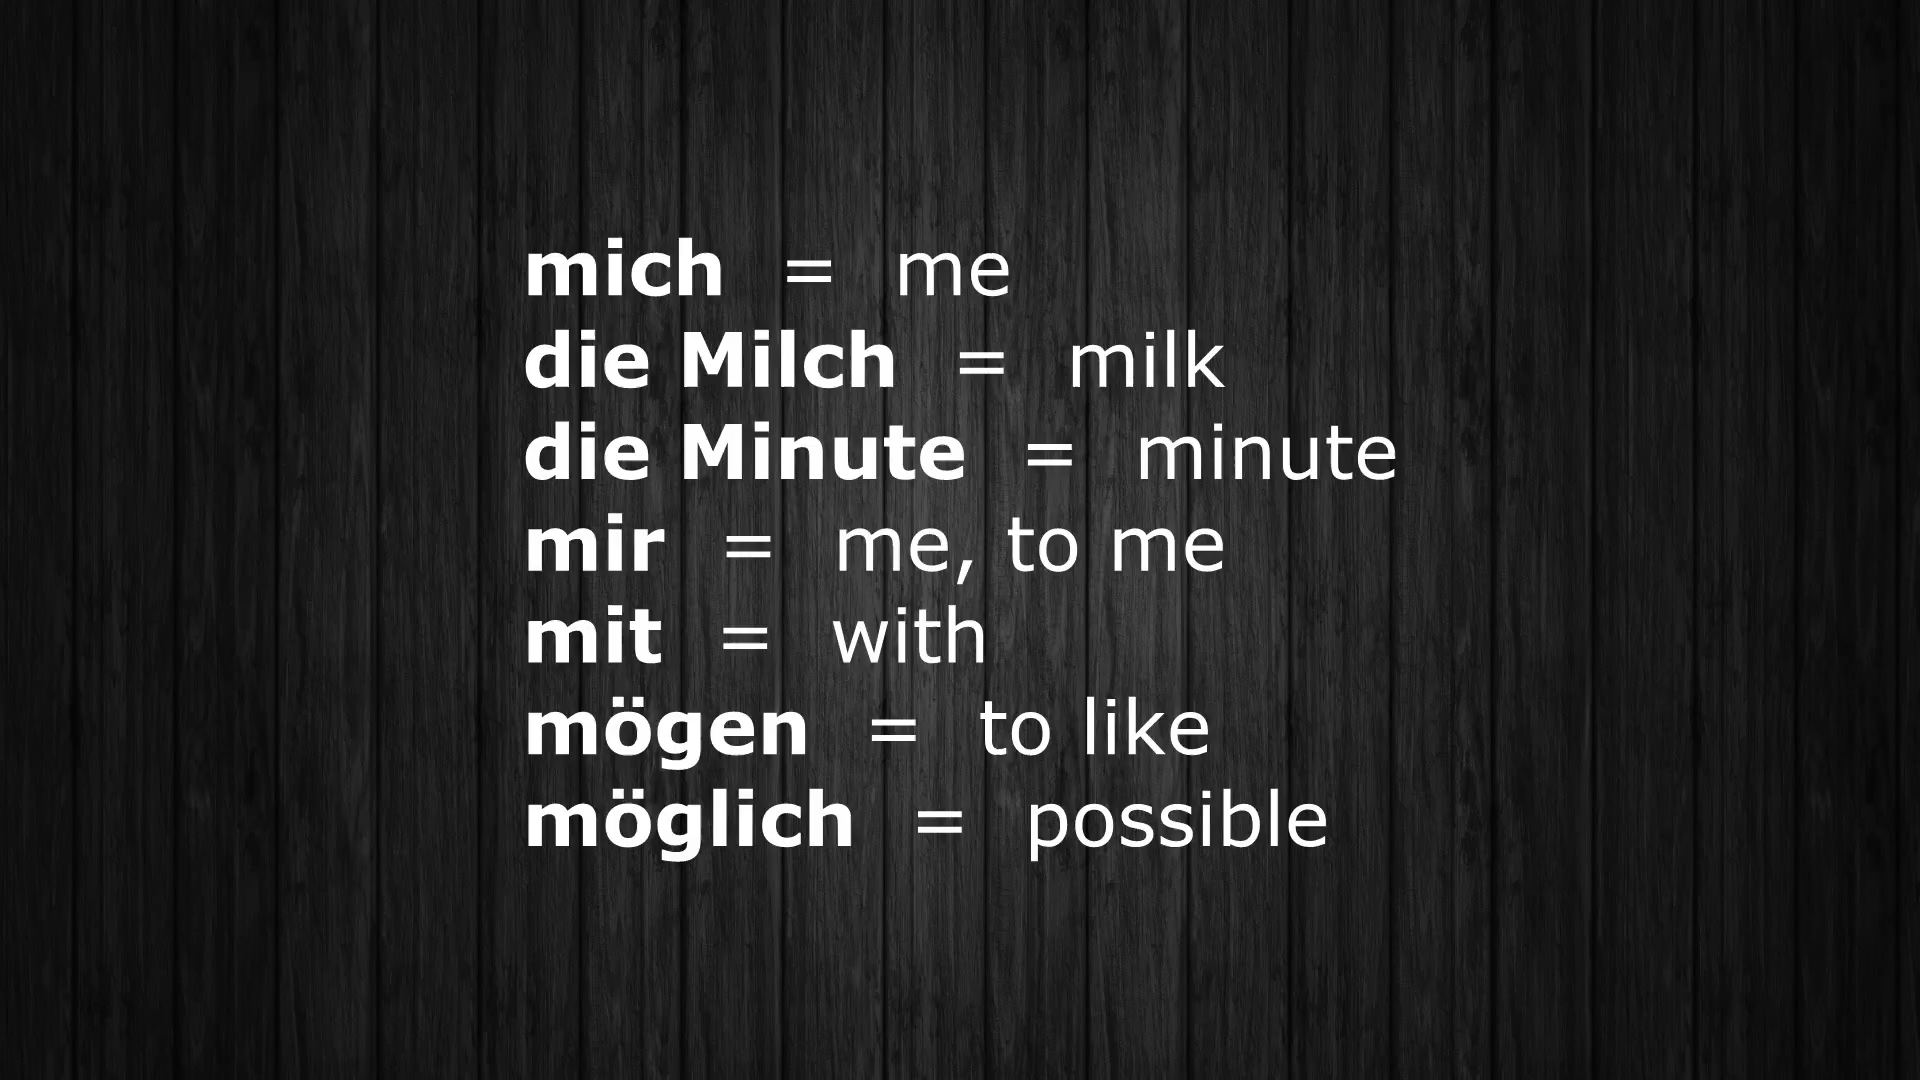 mich = me
die Milch = milk
die Minute = minute
mir = me, to me
mit = with
mögen = to like
möglich = possible